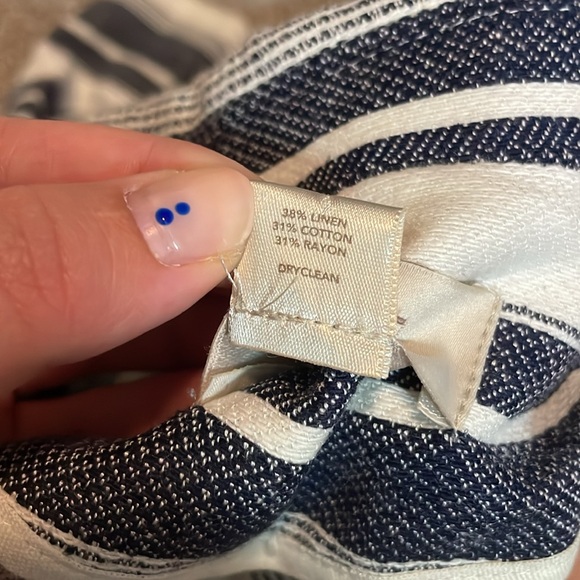 38% LINEN
31% COTTON
31% RAYON
DRYCLEAN